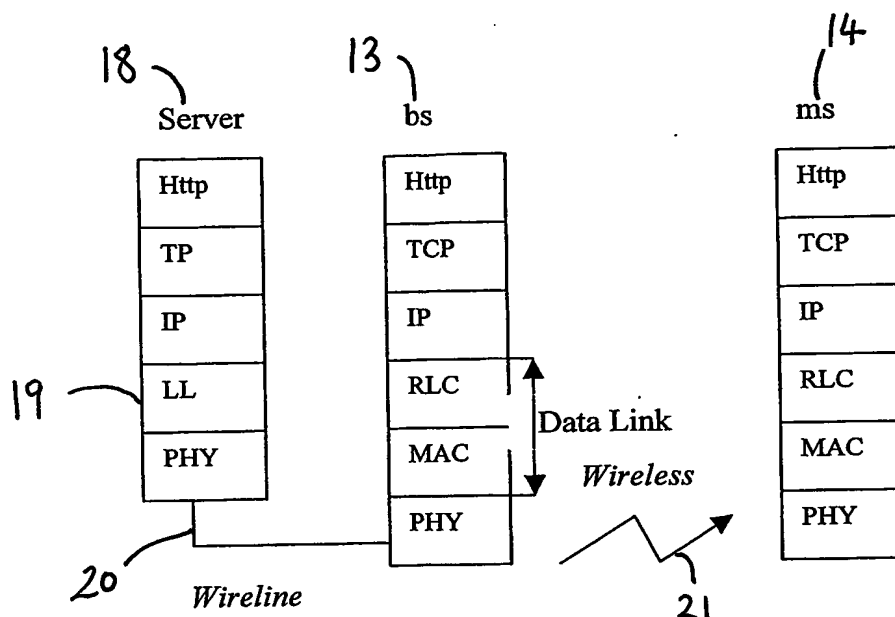 18 13 14
Server bs ms
Http Http Http
TP TCP TCP
IP IP IP
19 LL RLC RLC
Data Link
PHY MAC MAC
Wireless
PHY PHY
20
Wireline 21